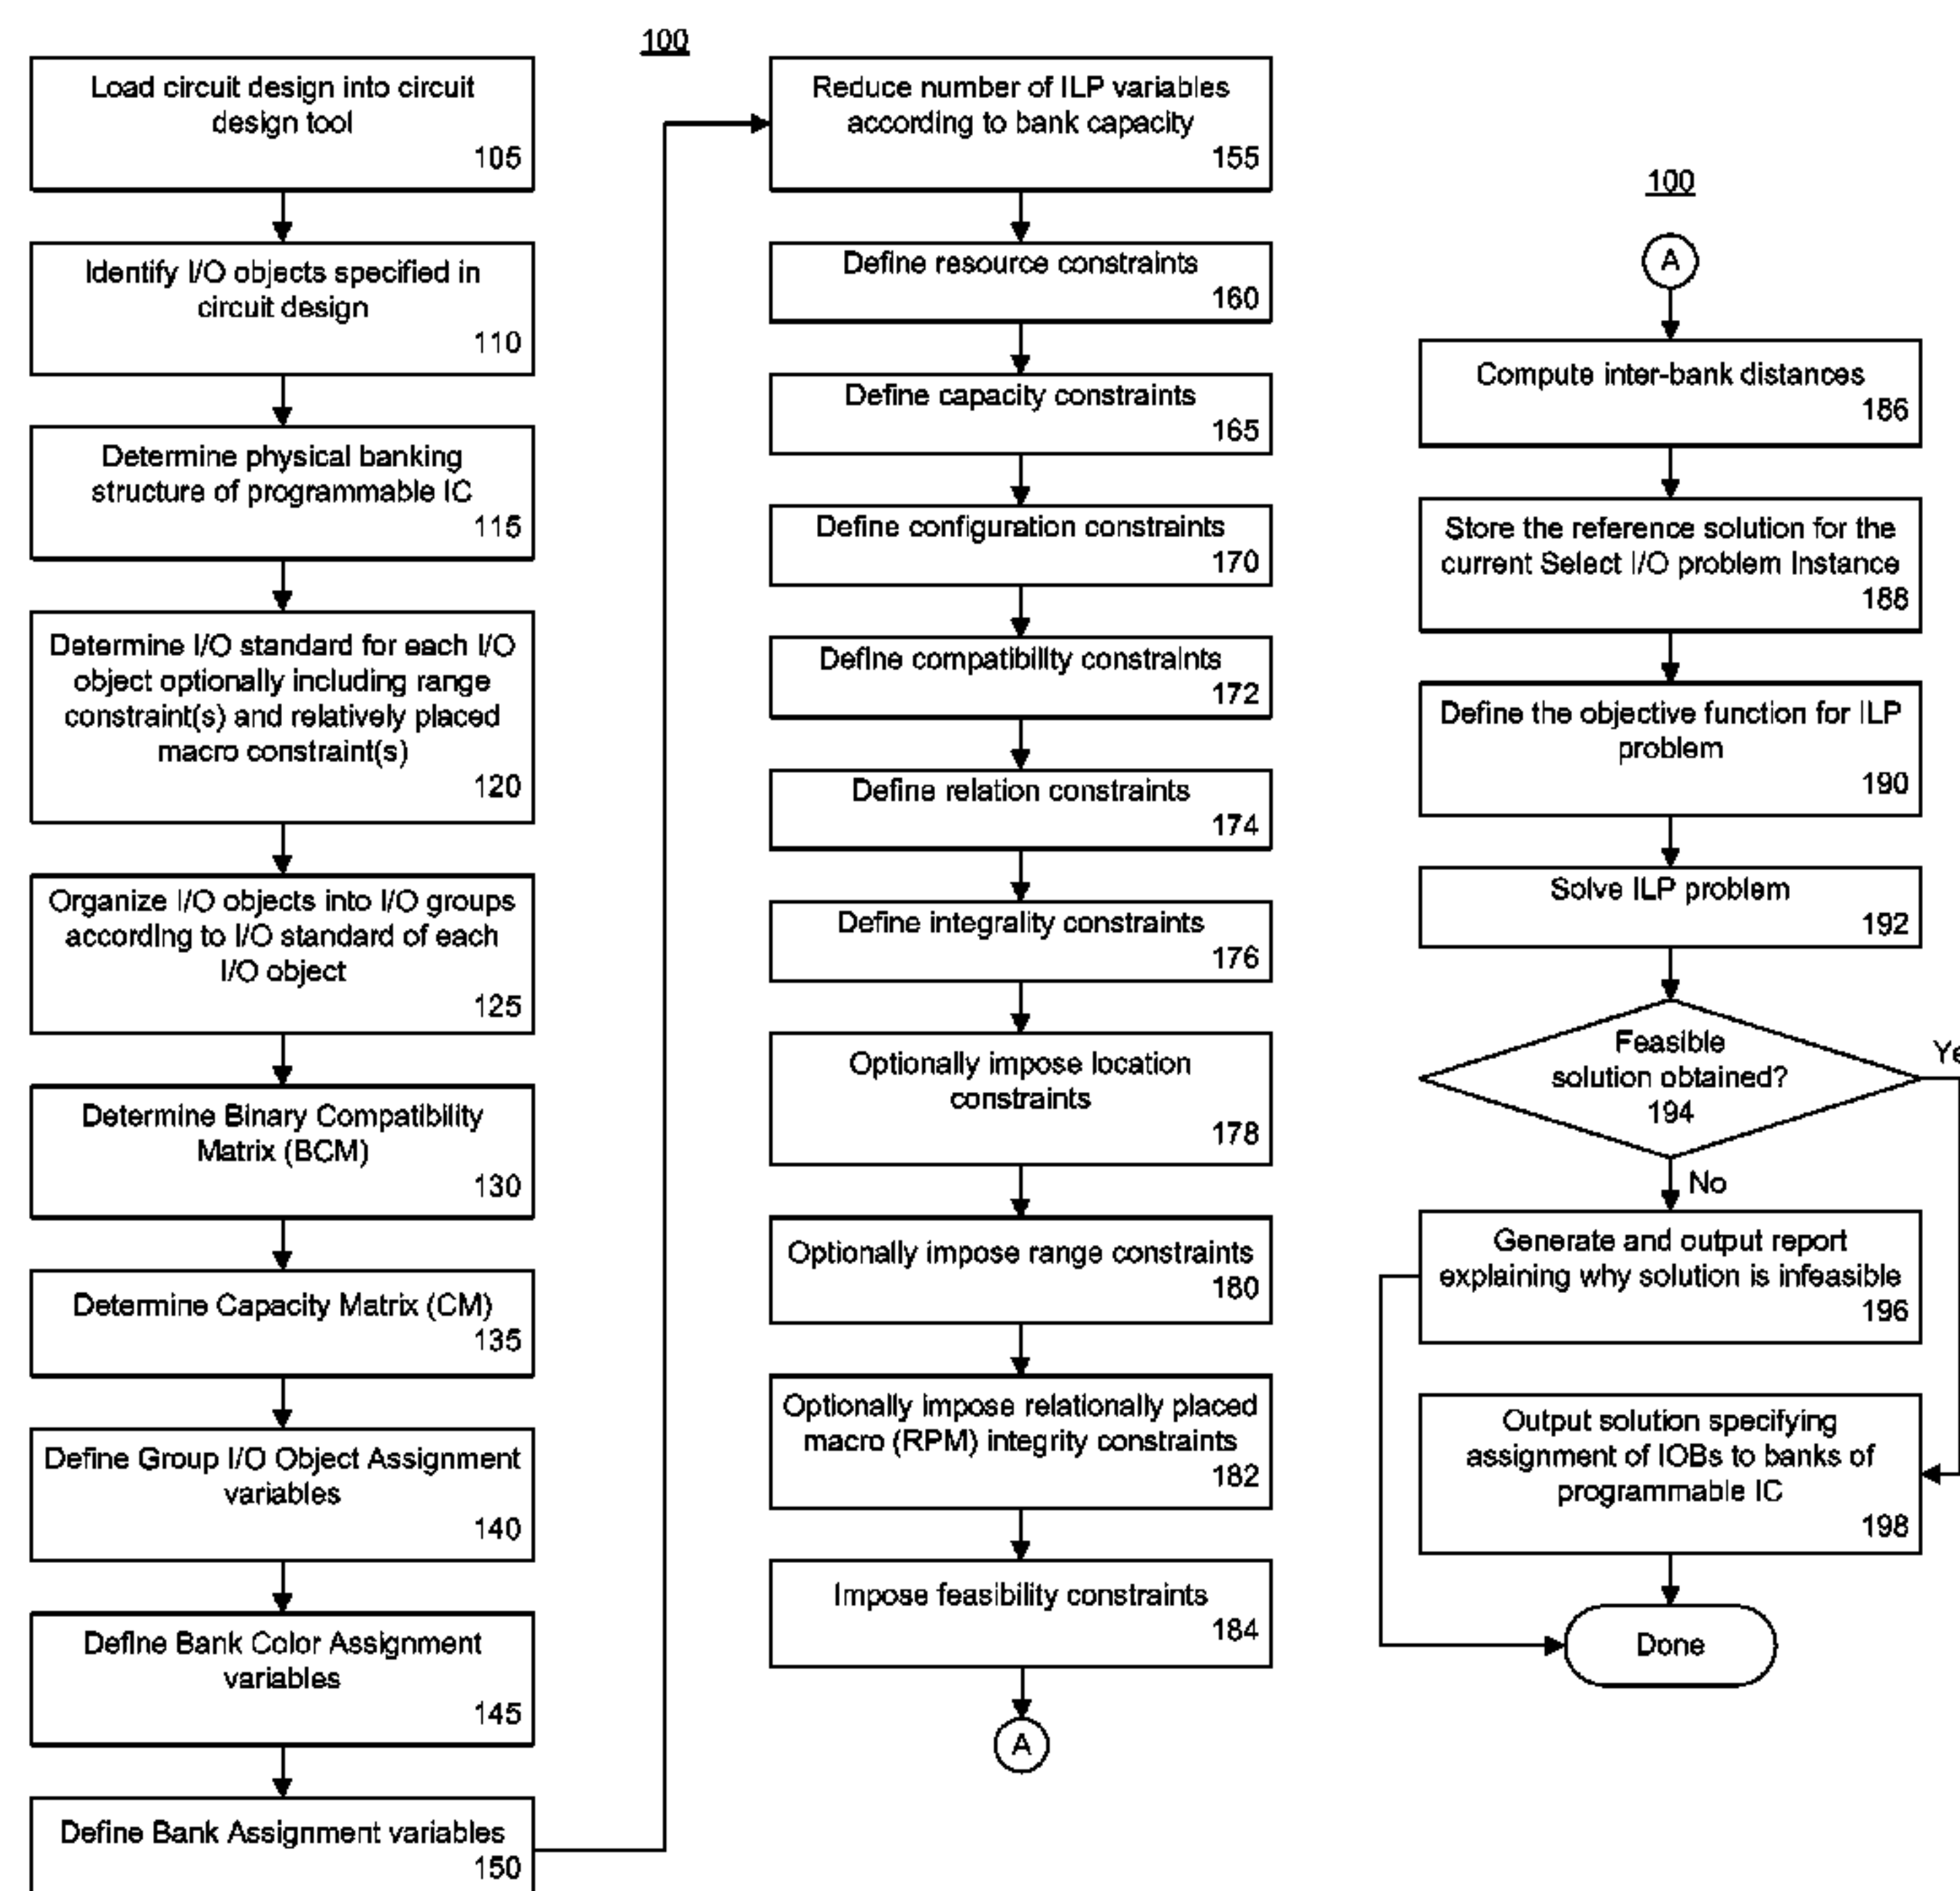 100
Load circuit design into circuit
design tool
105
Identify I/O objects specified in
circuit design
110
Determine physical banking
structure of programmable IC
115
Determine I/O standard for each I/O
object optionally including range
constraint(s) and relatively placed
macro constraint(s)
120
Organize I/O objects into I/O groups
according to I/O standard of each
I/O object
125
Determine Binary Compatibility
Matrix (BCM)
130
Determine Capacity Matrix (CM)
135
Define Group I/O Object Assignment
variables
140
Define Bank Color Assignment
variables
145
Define Bank Assignment variables
150
Reduce number of ILP variables
according to bank capacity
155
Define resource constraints
160
Define capacity constraints
165
Define configuration constraints
170
Define compatibility constraints
172
Define relation constraints
174
Define integrality constraints
176
Optionally impose location
constraints
178
Optionally impose range constraints
180
Optionally impose relationally placed
macro (RPM) integrity constraints
182
Impose feasibility constraints
184
A
100
A
Compute inter-bank distances
186
Store the reference solution for the
current Select I/O problem Instance
188
Define the objective function for ILP
problem
190
Solve ILP problem
192
Feasible
solution obtained?
194
Ye
No
Generate and output report
explaining why solution is infeasible
196
Output solution specifying
assignment of IOBs to banks of
programmable IC
198
Done